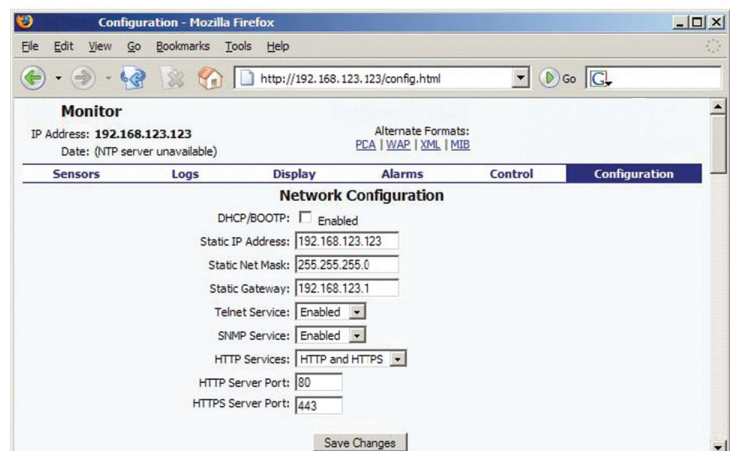 Configuration - Mozilla Firefox
File Edit View Go Bookmarks Tools Help
http://192.168.123.123/config.html Go G
Monitor
IP Address: 192.168.123.123
Date: (NTP server unavailable)
Alternate Formats:
PCA | WAP | XML | MIB
Sensors Logs Display Alarms Control Configuration
Network Configuration
DHCP/BOOTP: Enabled
Static IP Address: 192.168.123.123
Static Net Mask: 255.255.255.0
Static Gateway: 192.168.123.1
Telnet Service: Enabled
SNMP Service: Enabled
HTTP Services: HTTP and HTTPS
HTTP Server Port: 80
HTTPS Server Port: 443
Save Changes